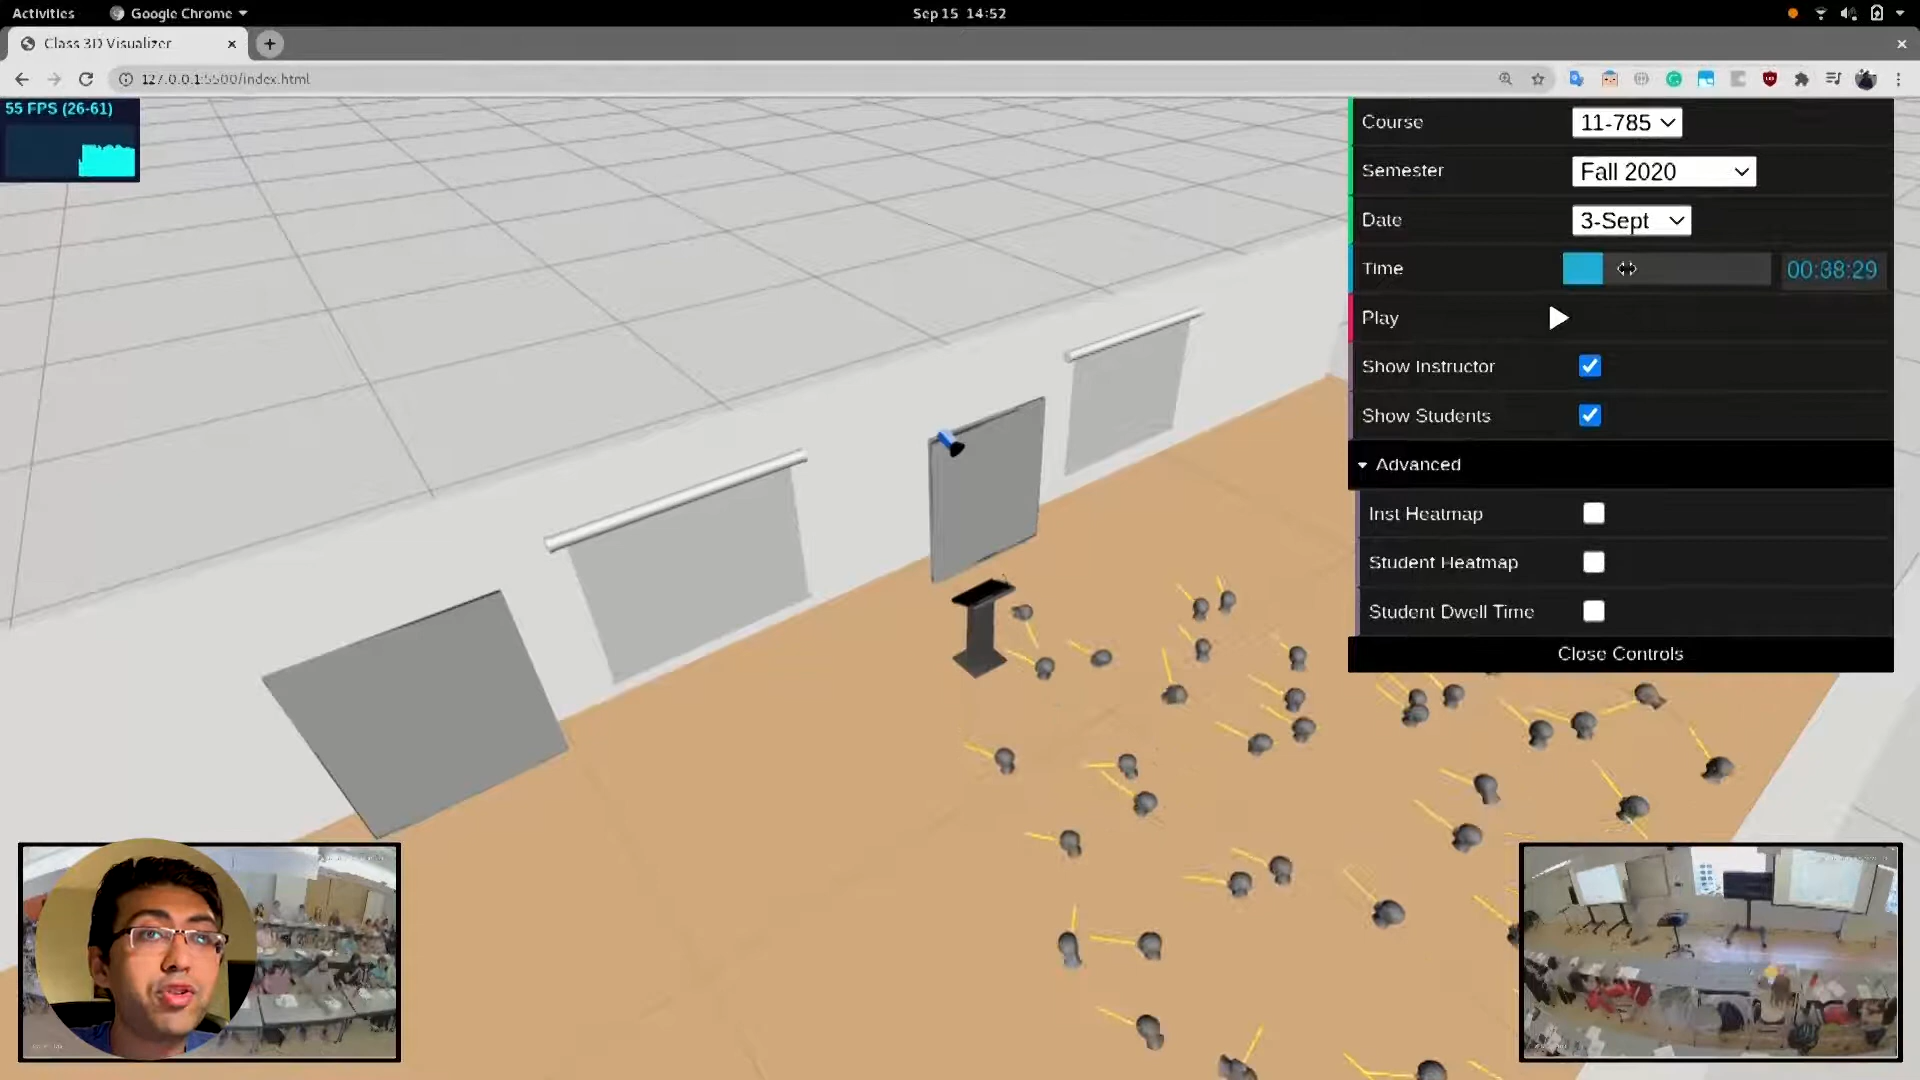 Activities
Google Chrome
Sep 15 14:52
Class 3D Visualizer
127.0.0.1:5500/index.html
55 FPS (26-61)
Course
11-785
Semester
Fall 2020
Date
3-Sept
Time
00:38:29
Play
Show Instructor
Show Students
Advanced
Inst Heatmap
Student Heatmap
Student Dwell Time
Close Controls